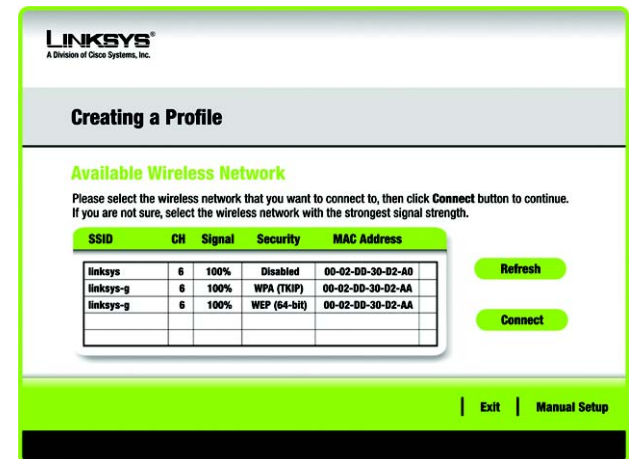 LINKSYS®
A Division of Cisco Systems, Inc.
Creating a Profile
Available Wireless Network
Please select the wireless network that you want to connect to, then click Connect button to continue.
If you are not sure, select the wireless network with the strongest signal strength.
SSID CH Signal Security MAC Address
linksys 6 100% Disabled 00-02-DD-30-D2-A0
linksys-g 6 100% WPA (TKIP) 00-02-DD-30-D2-AA
linksys-g 6 100% WEP (64-bit) 00-02-DD-30-D2-AA
Refresh
Connect
Exit Manual Setup